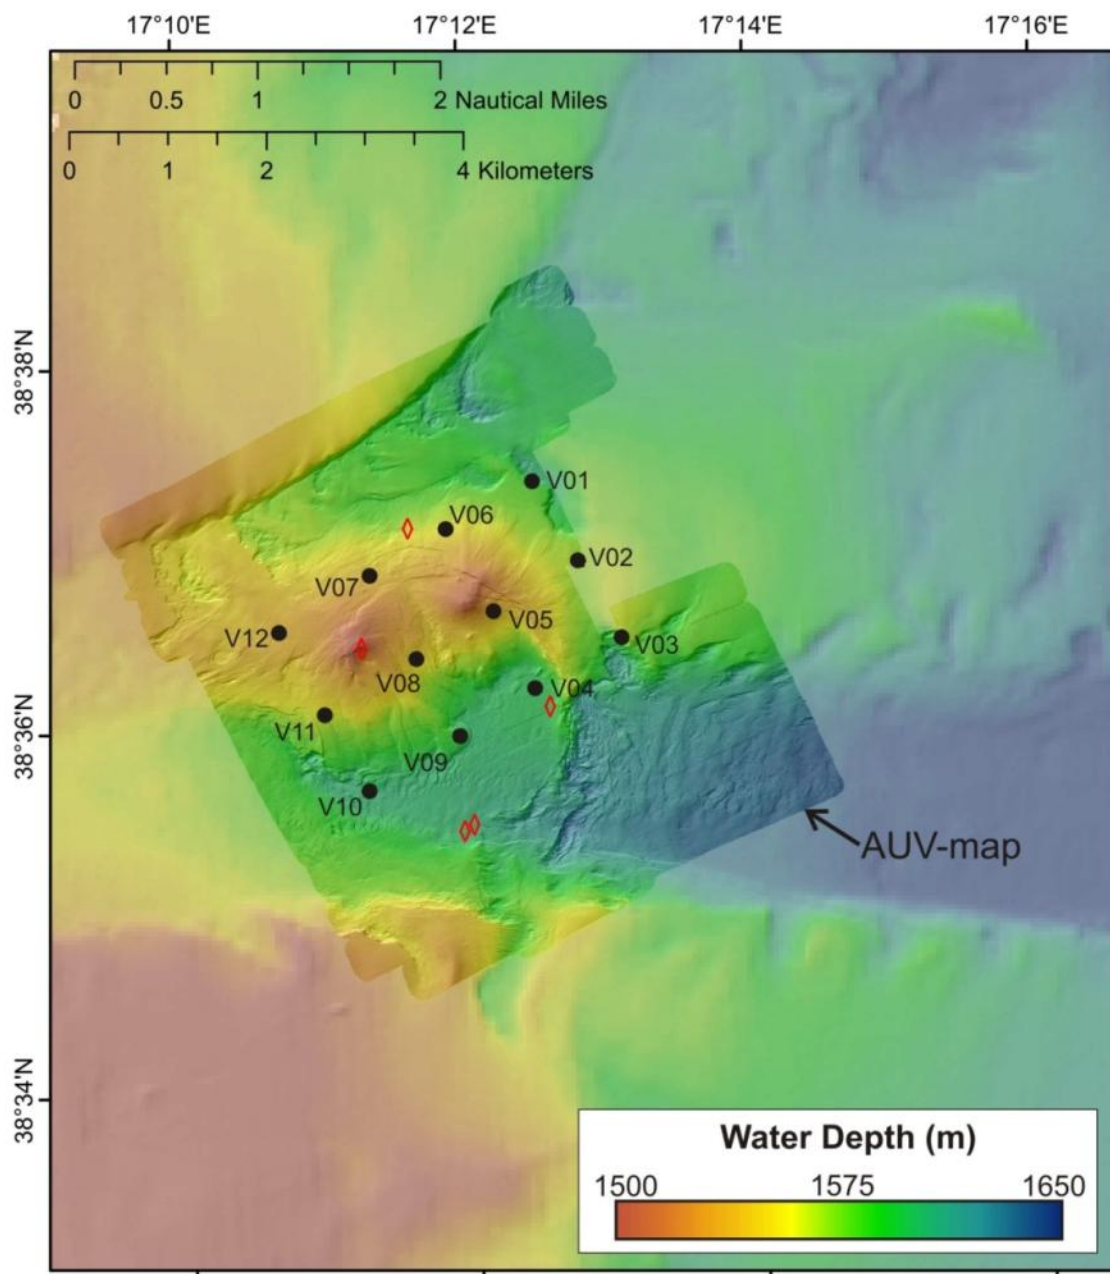 17°10'E 17°12'E 17°14'E 17°16'E
0 0.5 1 2 Nautical Miles
0 1 2 4 Kilometers
38°38'N
V01
V06
V02
V07
V05
V12
V03
V08
V04
38°36'N
V11
V09
V10
AUV-map
38°34'N
Water Depth (m)
1500 1575 1650